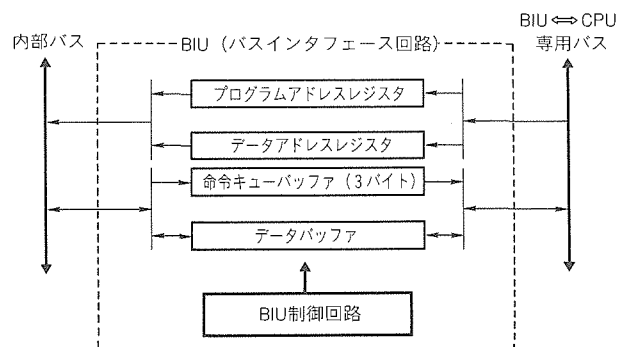 BIU⇔CPU
内部バス
BIU(バスインタフェース回路)
専用バス
プログラムアドレスレジスタ
データアドレスレジスタ
命令キューバッファ(3バイト)
データバッファ
BIU制御回路